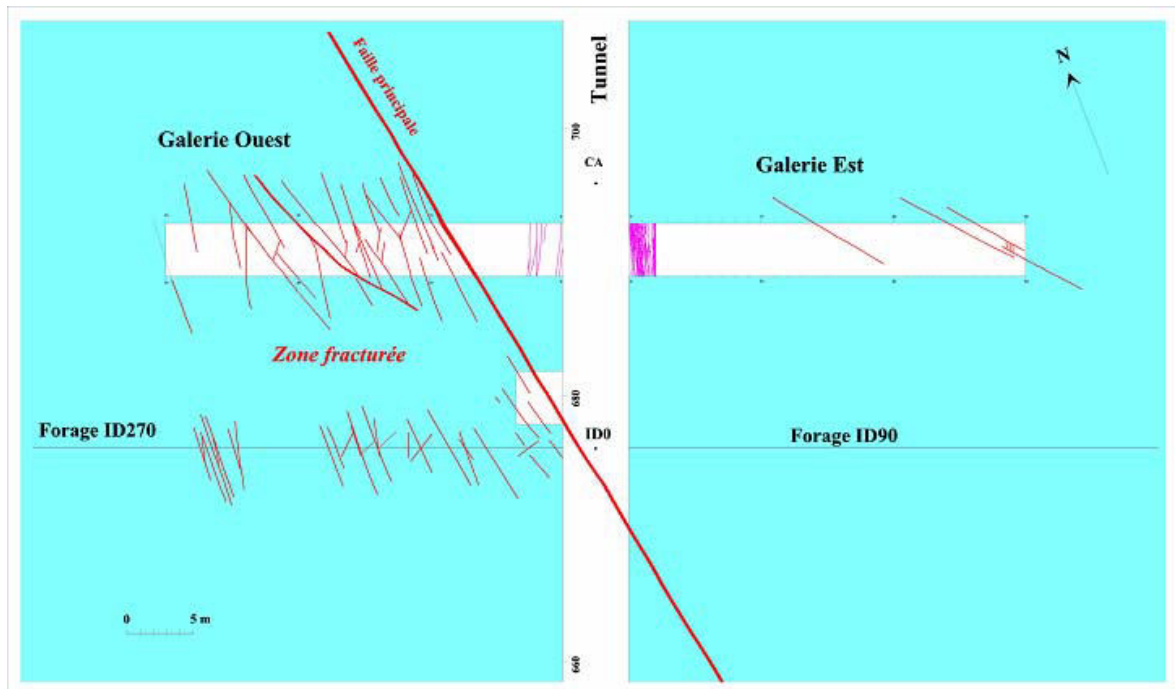 Tunnel
N
Faille principale
700
CA
Galerie Ouest
Galerie Est
Zone fracturée
680
Forage ID270
ID0
Forage ID90
0 5 m
660